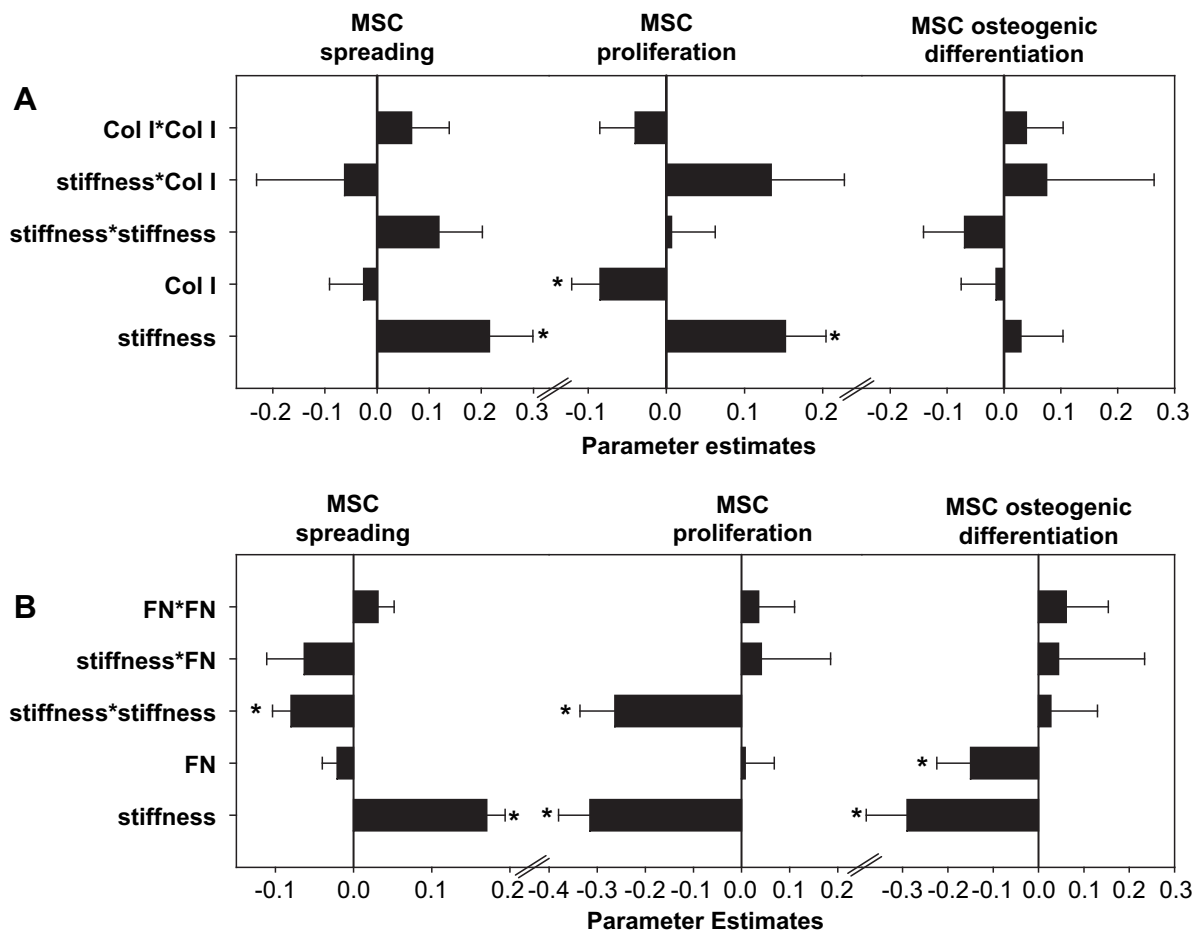 MSC
spreading
MSC
proliferation
MSC osteogenic
differentiation
A
Col I*Col I
stiffness*Col I
stiffness*stiffness
Col I
stiffness
*
*
*
-0.2 -0.1 0.0 0.1 0.2 0.3 -0.1 0.0 0.1 0.2 -0.2 -0.1 0.0 0.1 0.2 0.3
Parameter estimates
MSC
spreading
MSC
proliferation
MSC osteogenic
differentiation
B
FN*FN
stiffness*FN
stiffness*stiffness
FN
stiffness
* *
*
* * *
-0.1 0.0 0.1 0.2 -0.4 -0.3 -0.2 -0.1 0.0 0.1 0.2 -0.3 -0.2 -0.1 0.0 0.1 0.2 0.3
Parameter Estimates